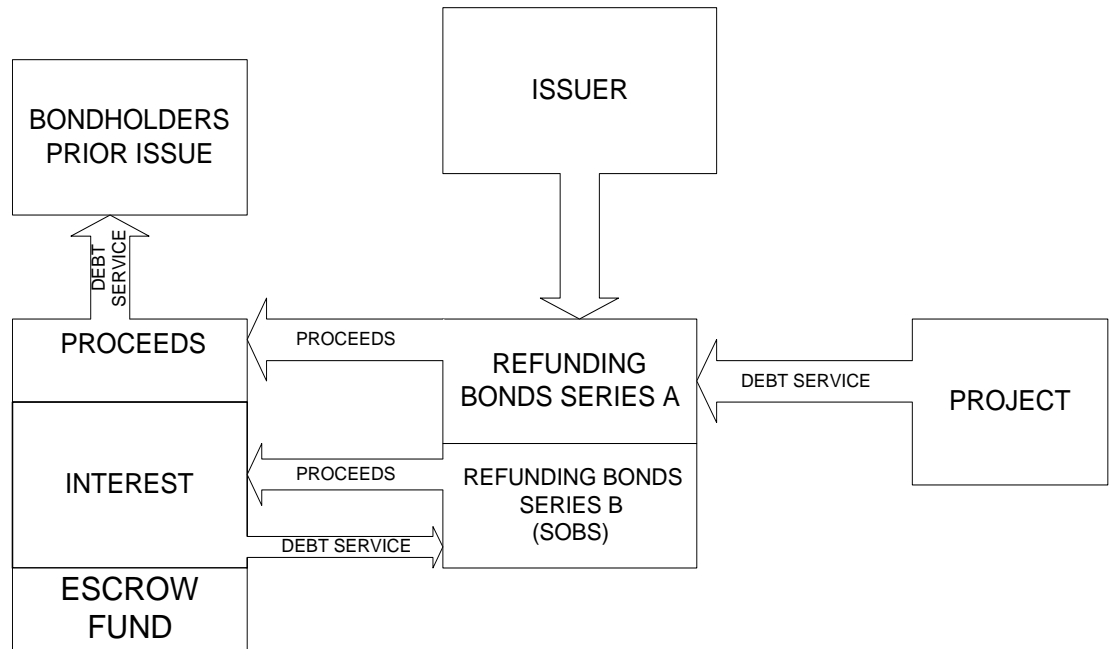 ISSUER
BONDHOLDERS
PRIOR ISSUE
DEBT
SERVICE
PROCEEDS
PROCEEDS
REFUNDING
BONDS SERIES A
DEBT SERVICE
PROJECT
INTEREST
PROCEEDS
REFUNDING BONDS
SERIES B
(SOBS)
DEBT SERVICE
ESCROW
FUND